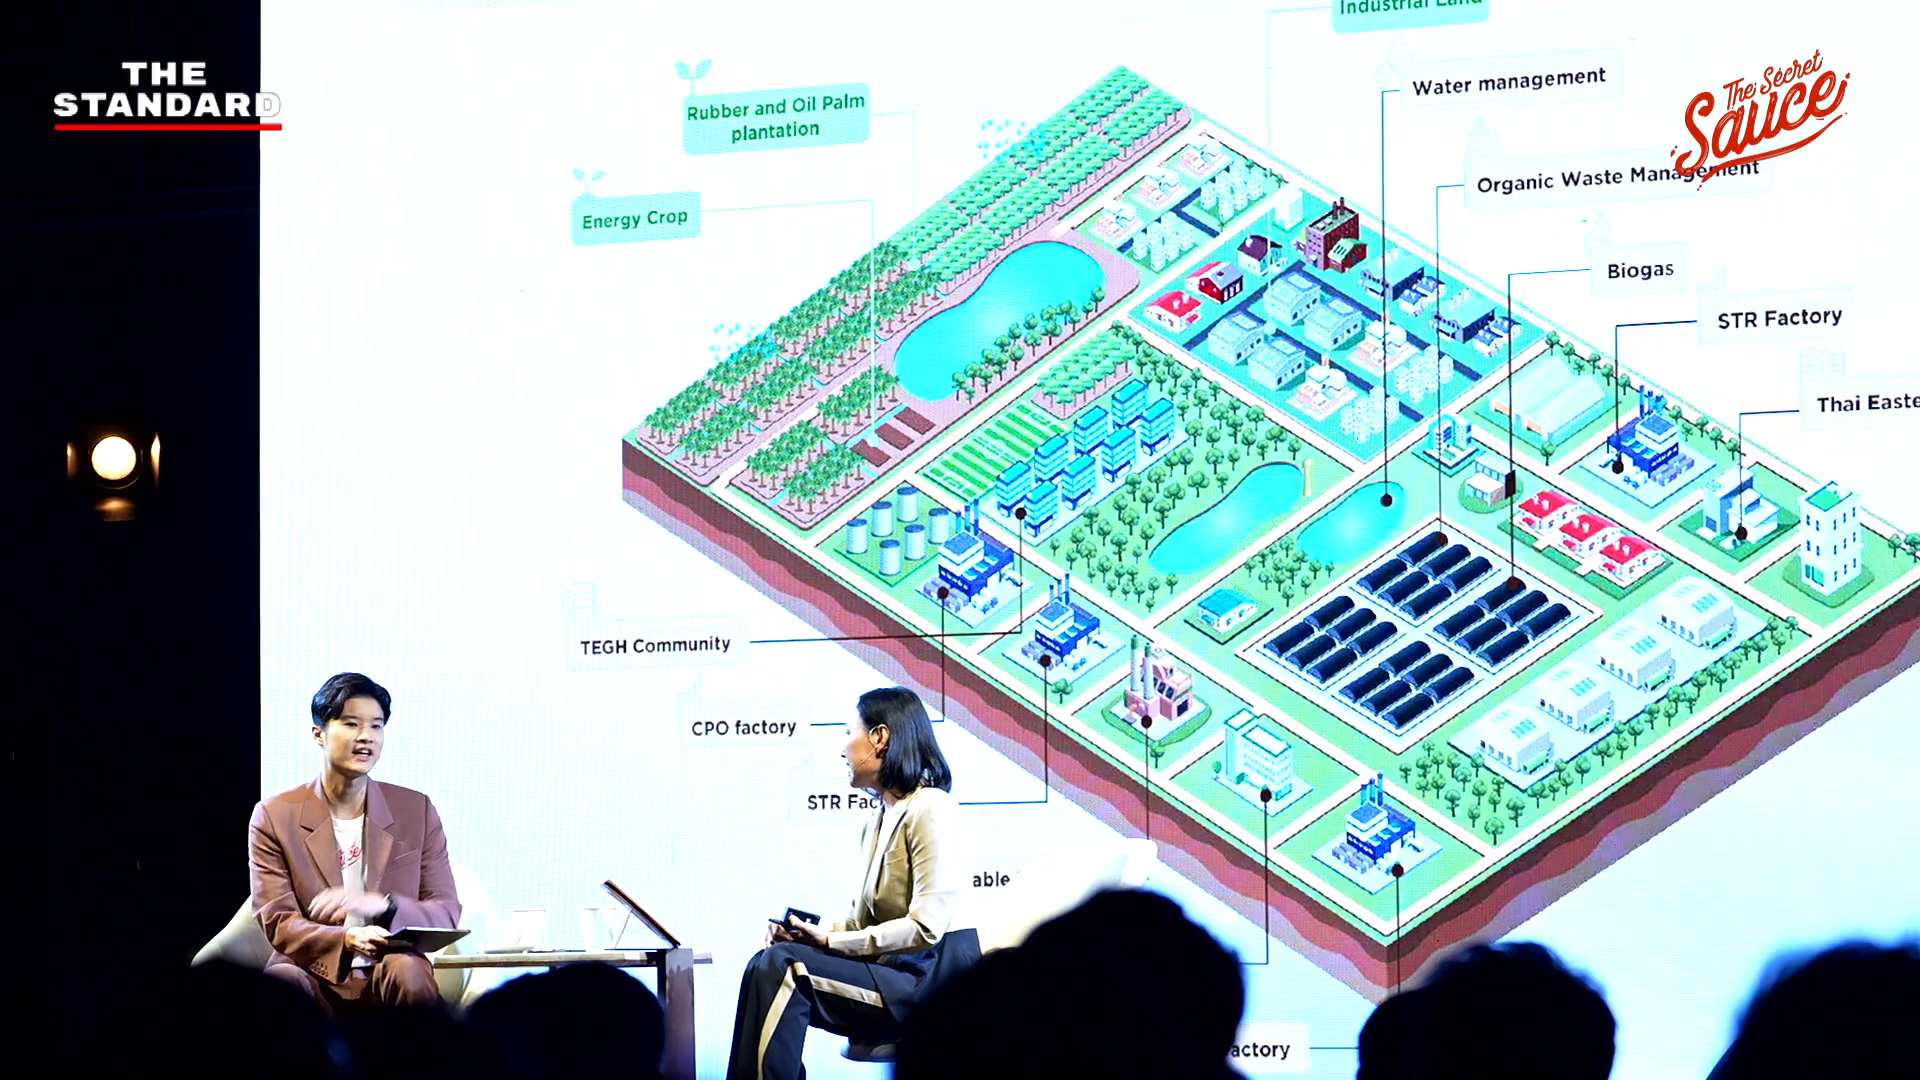 THE
STANDARD
The Secret
Sauce
Industrial Land
Water management
Rubber and Oil Palm
plantation
Organic Waste Management
Energy Crop
Biogas
STR Factory
Thai Easte
TEGH Community
CPO factory
STR Fac
able
actory